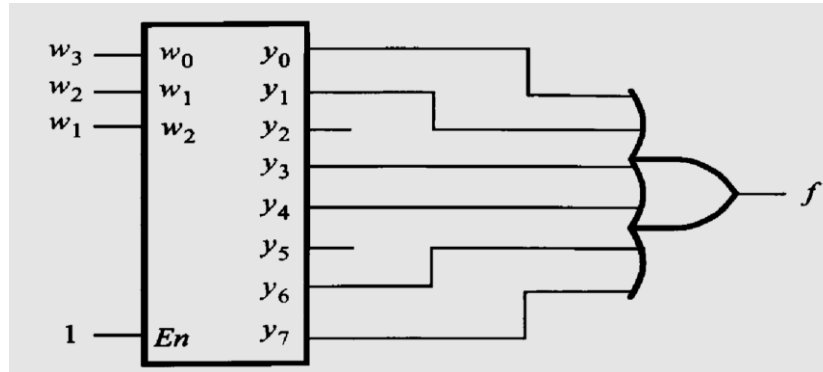 w₃ w₀ y₀
w₂ w₁ y₁
w₁ w₂ y₂
y₃
f
y₄
y₅
y₆
1 En y₇